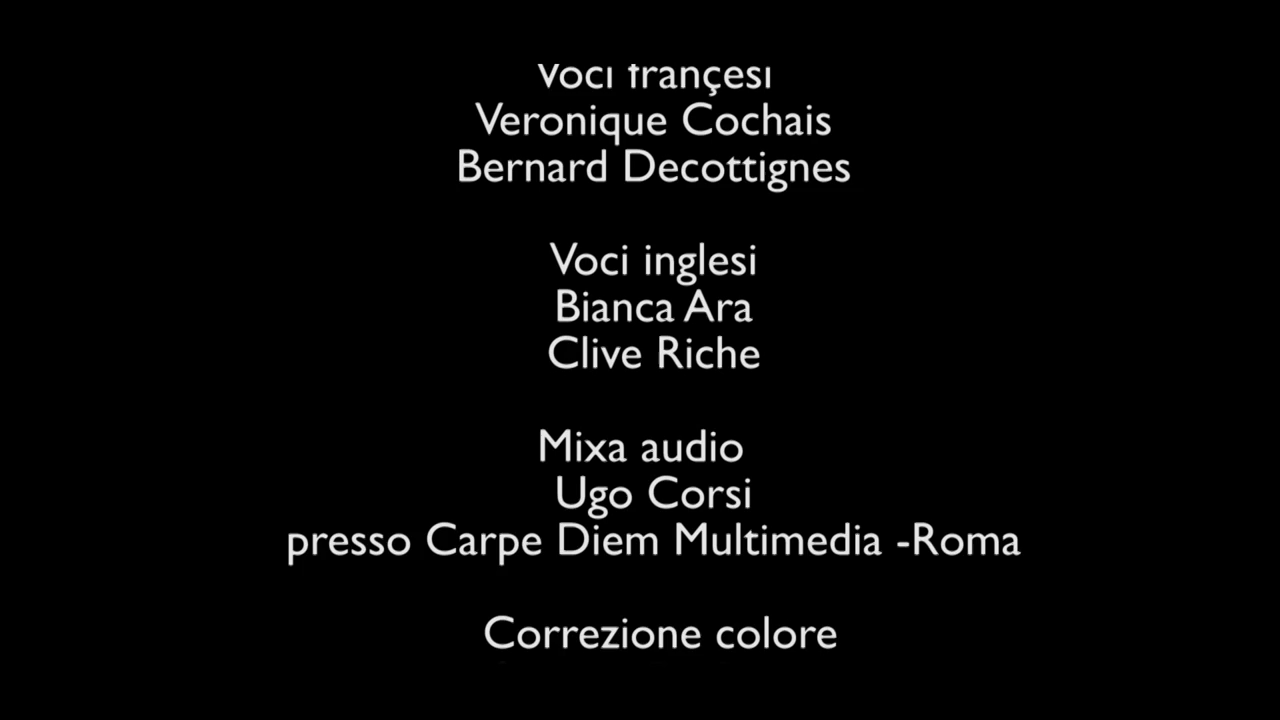 Voci françesi
Veronique Cochais
Bernard Decottignes
Voci inglesi
Bianca Ara
Clive Riche
Mixa audio
Ugo Corsi
presso Carpe Diem Multimedia -Roma
Correzione colore